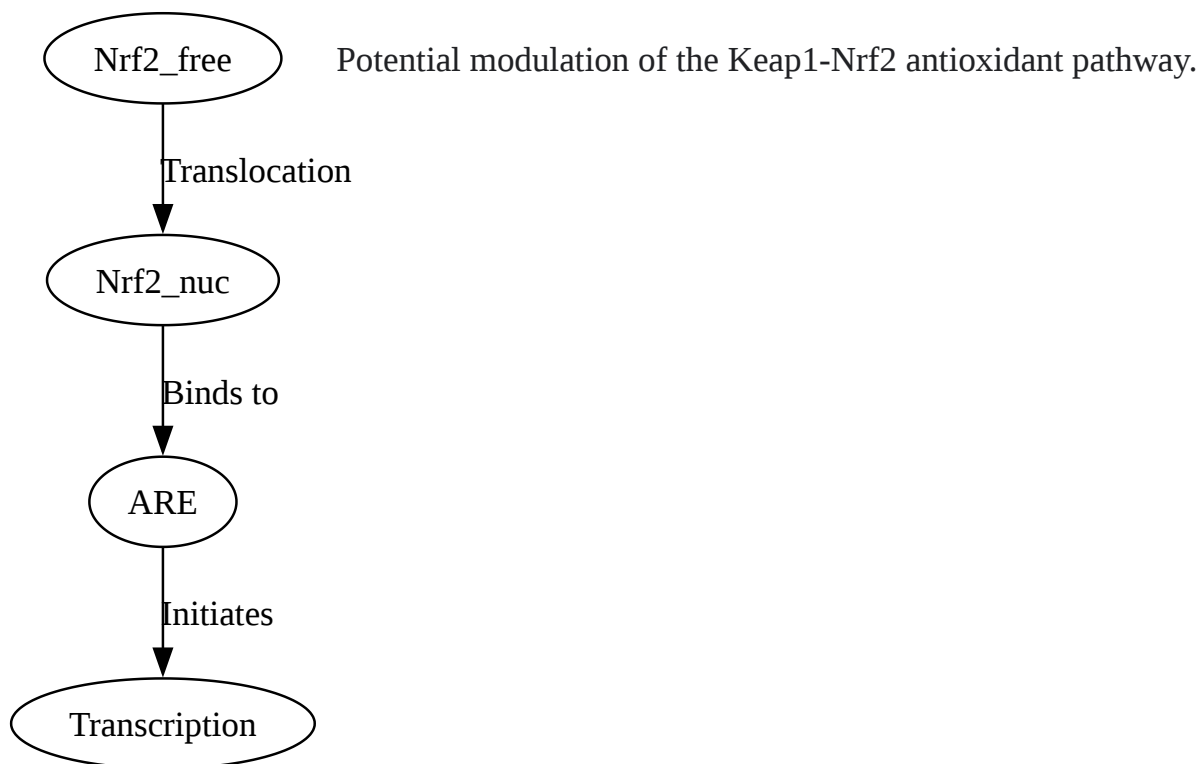 Nrf2_free
Potential modulation of the Keap1-Nrf2 antioxidant pathway.
Translocation
Nrf2_nuc
Binds to
ARE
Initiates
Transcription